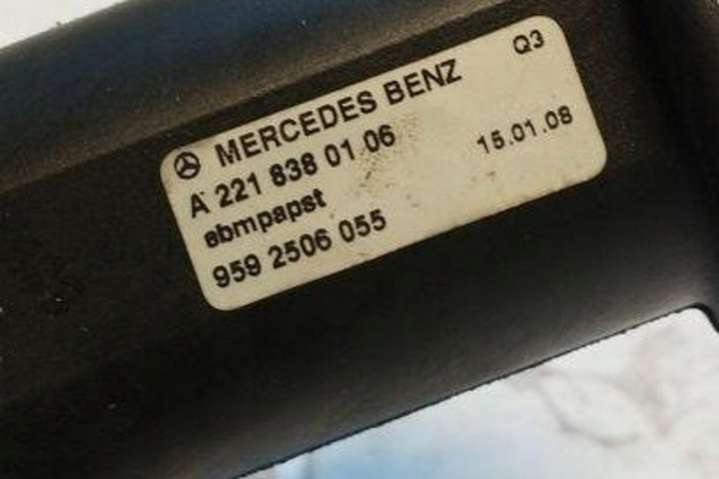 MERCEDES BENZ Q3
A 221 838 01 06 15.01.08
ebmpapst
959 2506 055